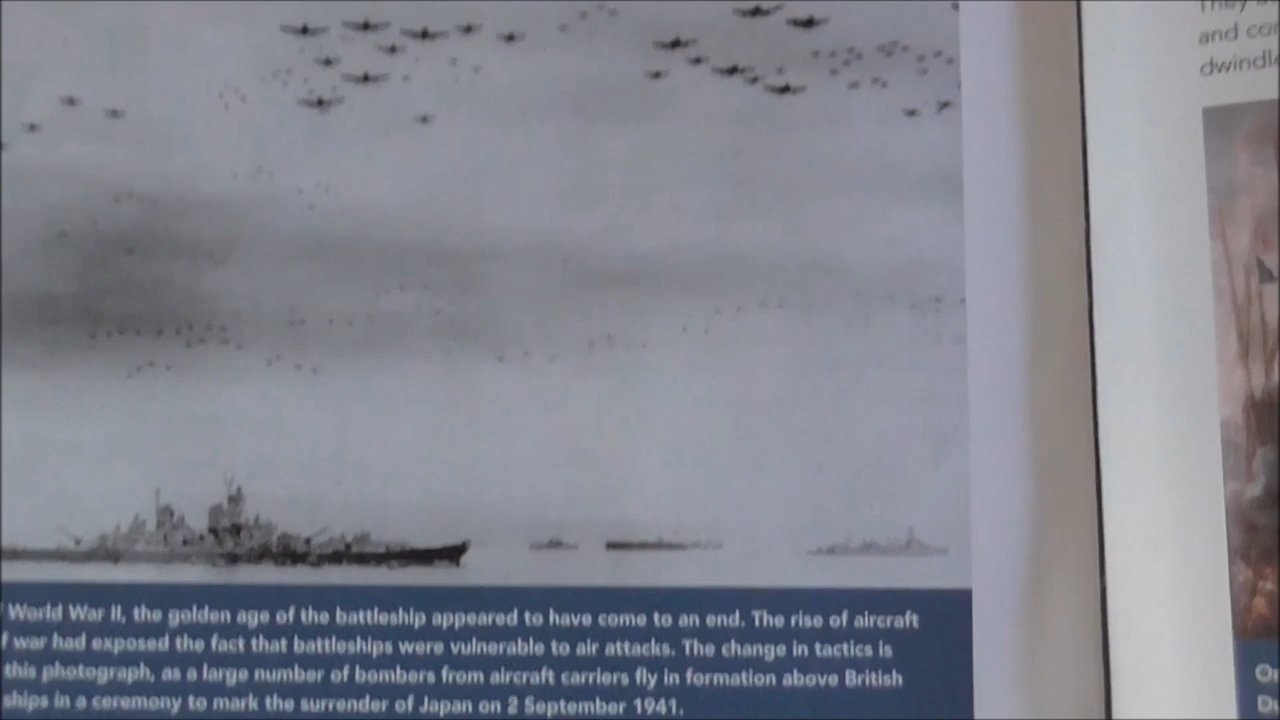 World War II, the golden age of the battleship appeared to have come to an end. The rise of aircraft
f war had exposed the fact that battleships were vulnerable to air attacks. The change in tactics is
this photograph, as a large number of bombers from aircraft carriers fly in formation above British
ships in a ceremony to mark the surrender of Japan on 2 September 1941.
and
dwindl